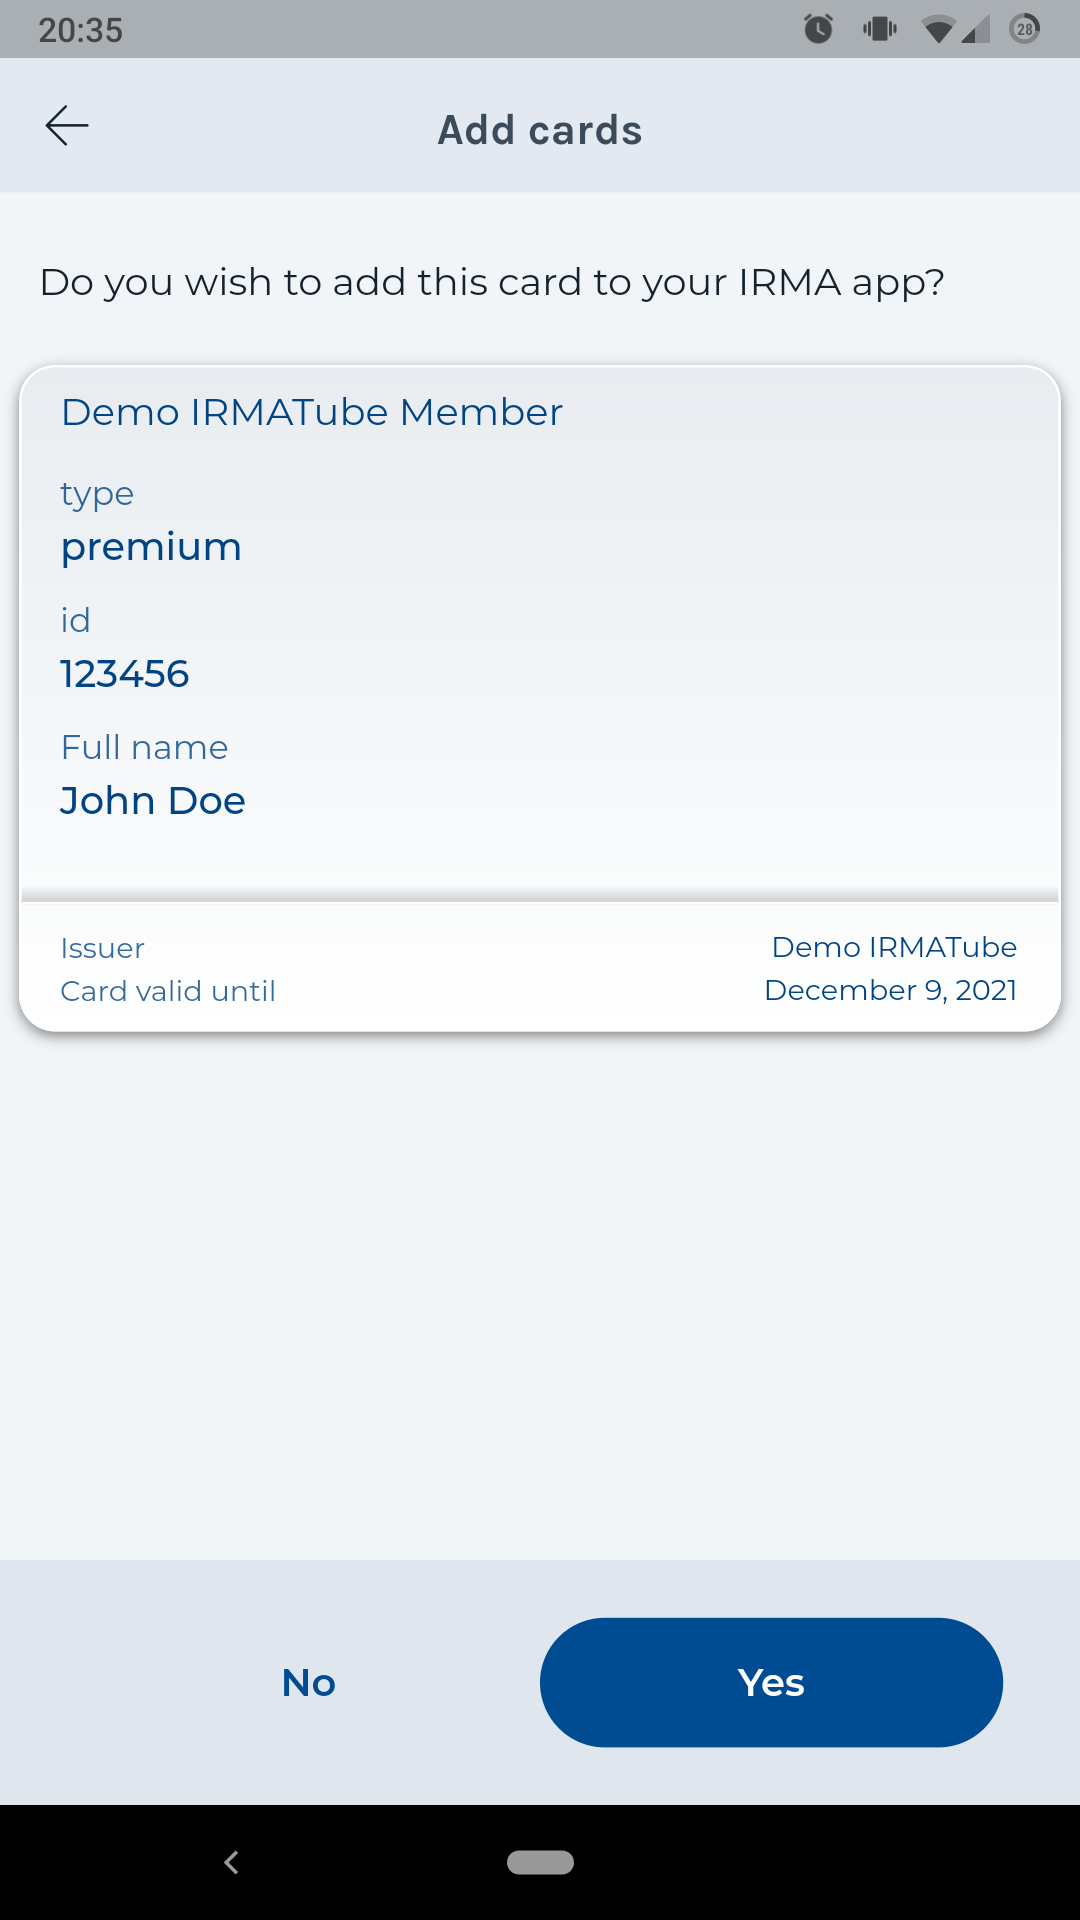 20:35
28
Add cards
Do you wish to add this card to your IRMA app?
Demo IRMATube Member
type
premium
id
123456
Full name
John Doe
Issuer Demo IRMATube
Card valid until December 9, 2021
No Yes